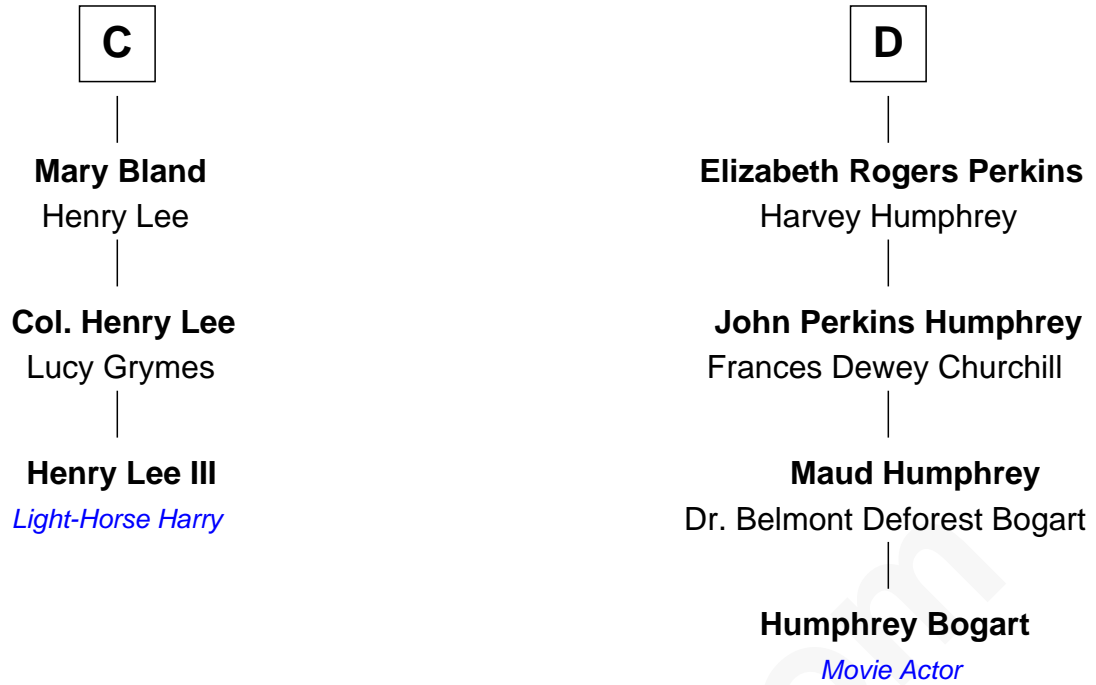 C
Mary Bland
Henry Lee
Col. Henry Lee
Lucy Grymes
Henry Lee III
Light-Horse Harry
D
Elizabeth Rogers Perkins
Harvey Humphrey
John Perkins Humphrey
Frances Dewey Churchill
Maud Humphrey
Dr. Belmont Deforest Bogart
Humphrey Bogart
Movie Actor